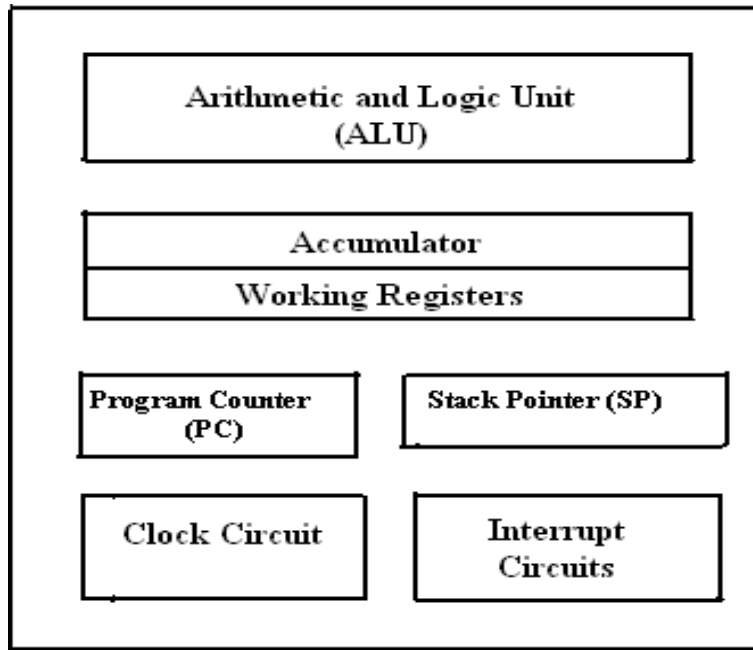 Arithmetic and Logic Unit
(ALU)
Accumulator
Working Registers
Program Counter
(PC)
Stack Pointer (SP)
Clock Circuit
Interrupt
Circuits